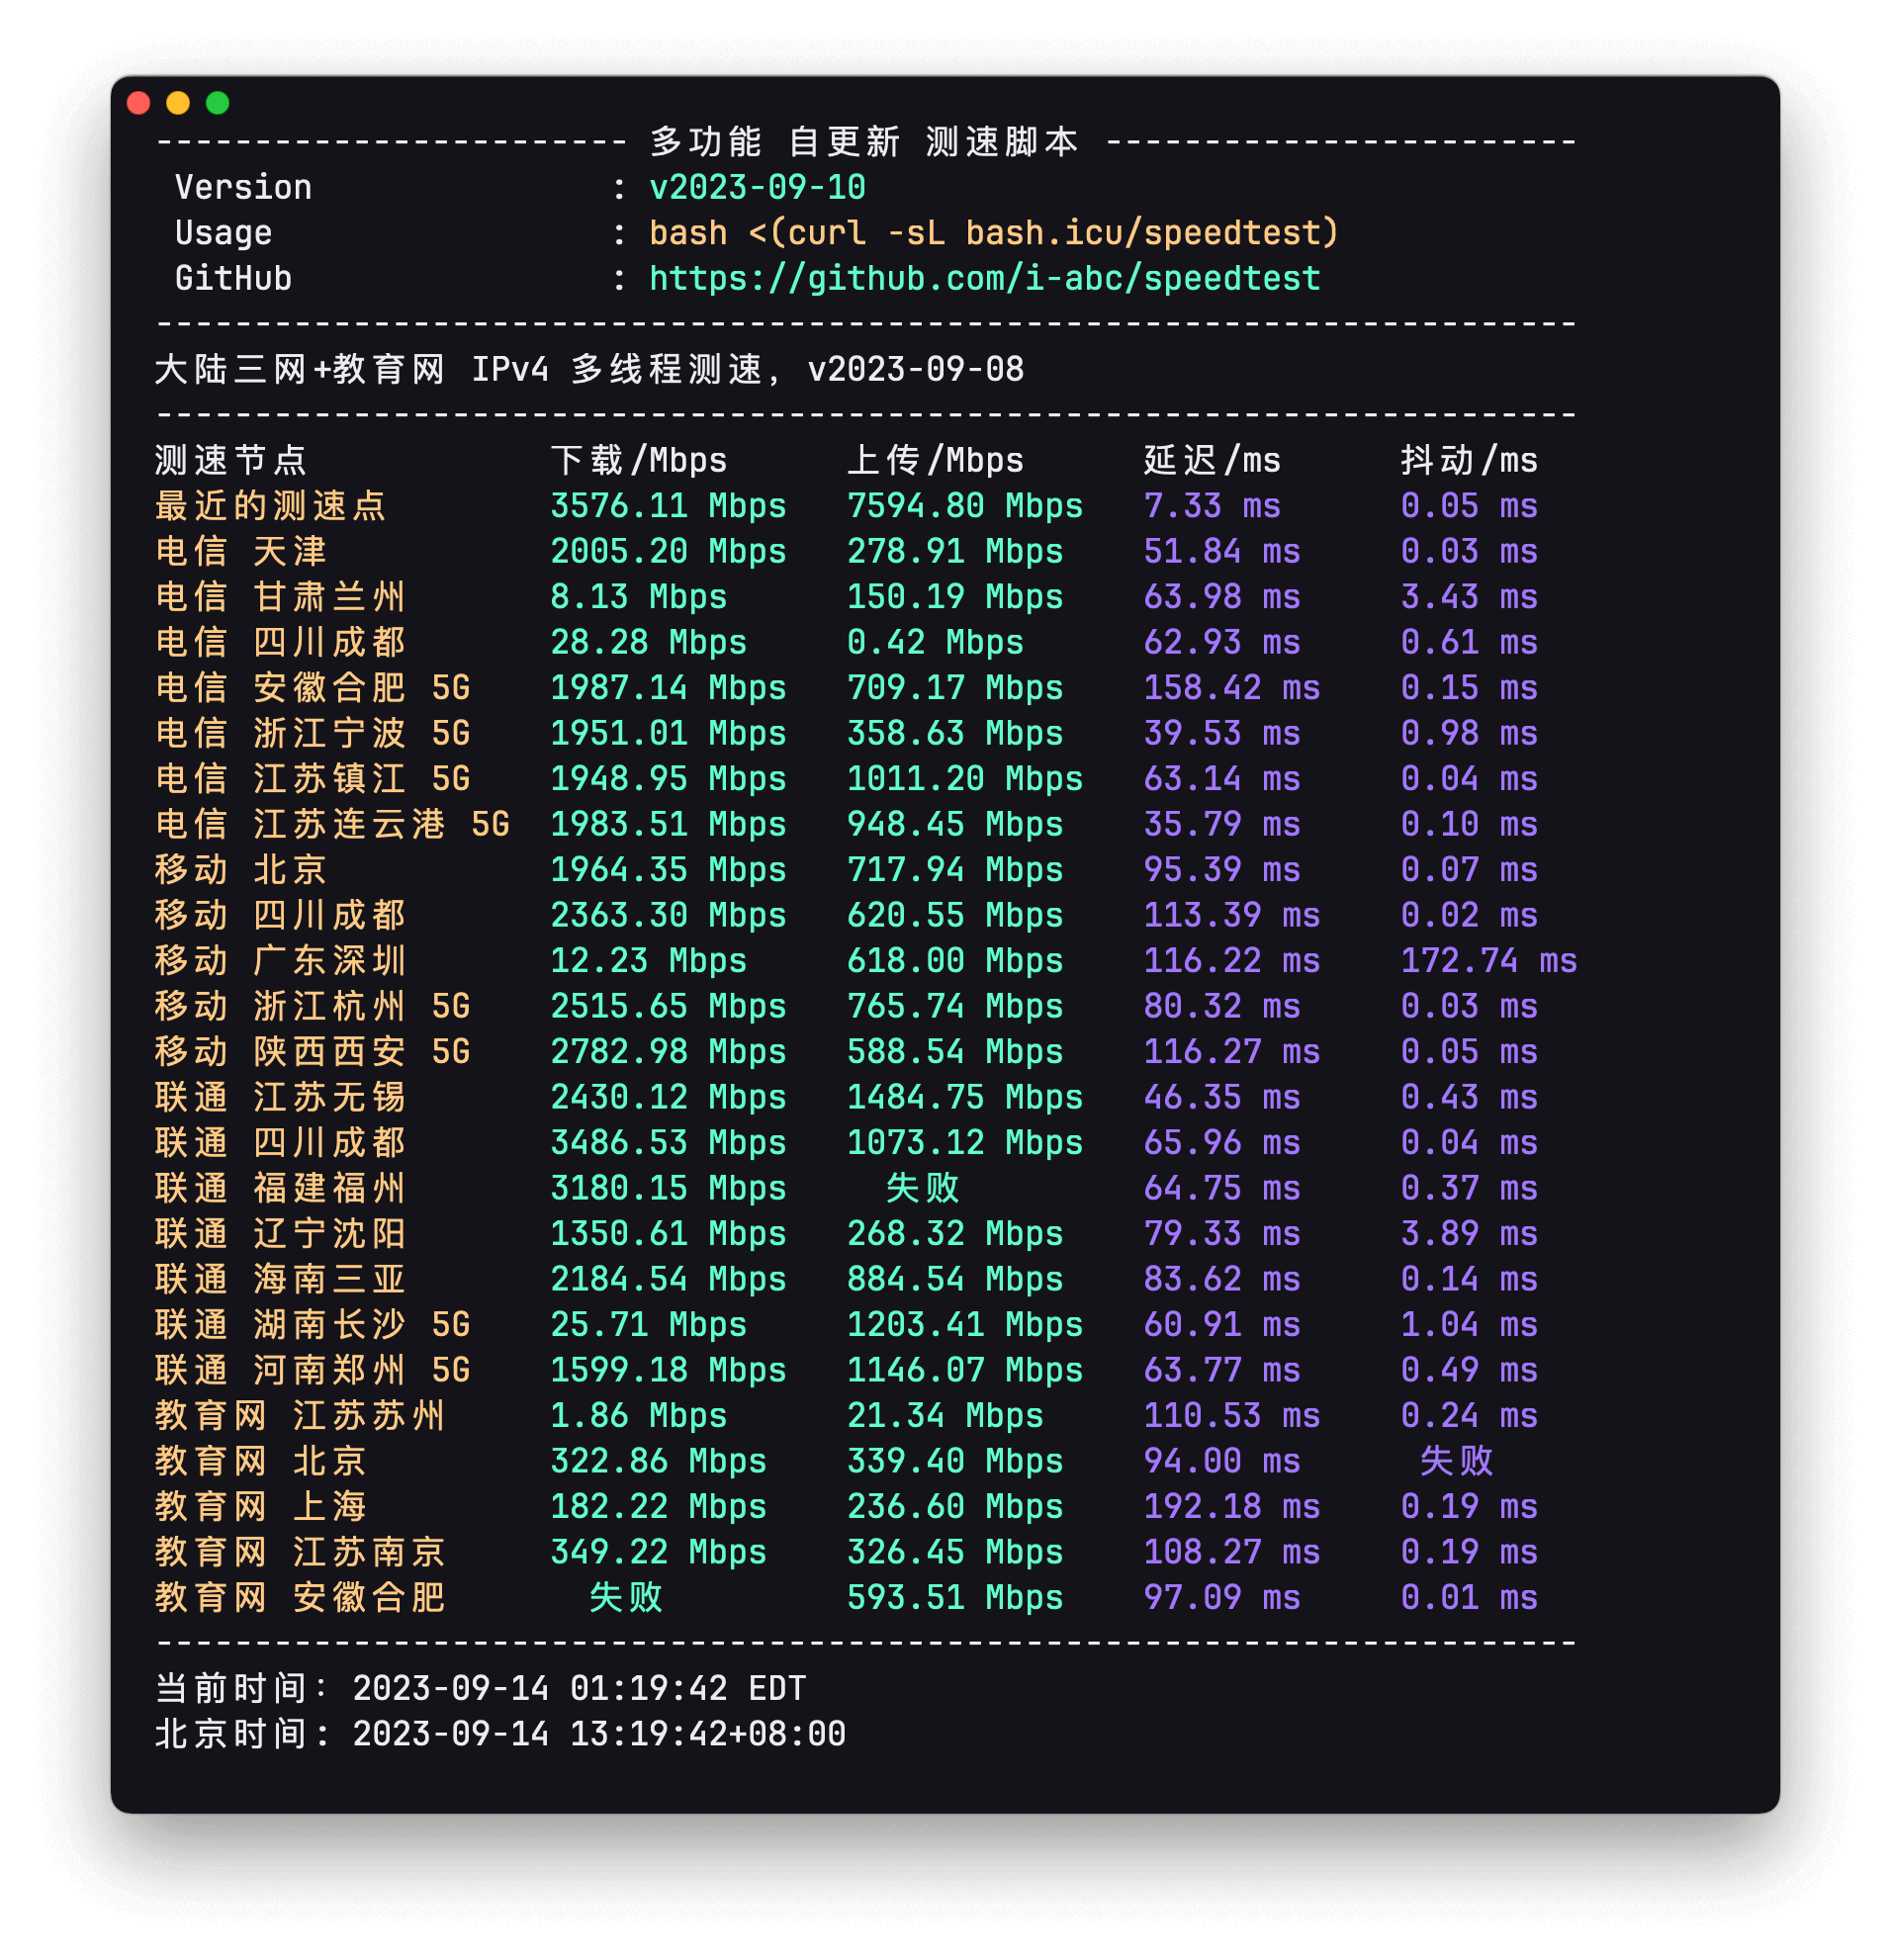 ------------------------ 多功能 自更新 测速脚本 ------------------------
Version : v2023-09-10
Usage : bash <(curl -sL bash.icu/speedtest)
GitHub : https://github.com/i-abc/speedtest
------------------------------------------------------------------------
大陆三网+教育网 IPv4 多线程测速, v2023-09-08
------------------------------------------------------------------------
测速节点 下载/Mbps 上传/Mbps 延迟/ms 抖动/ms
最近的测速点 3576.11 Mbps 7594.80 Mbps 7.33 ms 0.05 ms
电信 天津 2005.20 Mbps 278.91 Mbps 51.84 ms 0.03 ms
电信 甘肃兰州 8.13 Mbps 150.19 Mbps 63.98 ms 3.43 ms
电信 四川成都 28.28 Mbps 0.42 Mbps 62.93 ms 0.61 ms
电信 安徽合肥 5G 1987.14 Mbps 709.17 Mbps 158.42 ms 0.15 ms
电信 浙江宁波 5G 1951.01 Mbps 358.63 Mbps 39.53 ms 0.98 ms
电信 江苏镇江 5G 1948.95 Mbps 1011.20 Mbps 63.14 ms 0.04 ms
电信 江苏连云港 5G 1983.51 Mbps 948.45 Mbps 35.79 ms 0.10 ms
移动 北京 1964.35 Mbps 717.94 Mbps 95.39 ms 0.07 ms
移动 四川成都 2363.30 Mbps 620.55 Mbps 113.39 ms 0.02 ms
移动 广东深圳 12.23 Mbps 618.00 Mbps 116.22 ms 172.74 ms
移动 浙江杭州 5G 2515.65 Mbps 765.74 Mbps 80.32 ms 0.03 ms
移动 陕西西安 5G 2782.98 Mbps 588.54 Mbps 116.27 ms 0.05 ms
联通 江苏无锡 2430.12 Mbps 1484.75 Mbps 46.35 ms 0.43 ms
联通 四川成都 3486.53 Mbps 1073.12 Mbps 65.96 ms 0.04 ms
联通 福建福州 3180.15 Mbps 失败 64.75 ms 0.37 ms
联通 辽宁沈阳 1350.61 Mbps 268.32 Mbps 79.33 ms 3.89 ms
联通 海南三亚 2184.54 Mbps 884.54 Mbps 83.62 ms 0.14 ms
联通 湖南长沙 5G 25.71 Mbps 1203.41 Mbps 60.91 ms 1.04 ms
联通 河南郑州 5G 1599.18 Mbps 1146.07 Mbps 63.77 ms 0.49 ms
教育网 江苏苏州 1.86 Mbps 21.34 Mbps 110.53 ms 0.24 ms
教育网 北京 322.86 Mbps 339.40 Mbps 94.00 ms 失败
教育网 上海 182.22 Mbps 236.60 Mbps 192.18 ms 0.19 ms
教育网 江苏南京 349.22 Mbps 326.45 Mbps 108.27 ms 0.19 ms
教育网 安徽合肥 失败 593.51 Mbps 97.09 ms 0.01 ms
------------------------------------------------------------------------
当前时间: 2023-09-14 01:19:42 EDT
北京时间: 2023-09-14 13:19:42+08:00